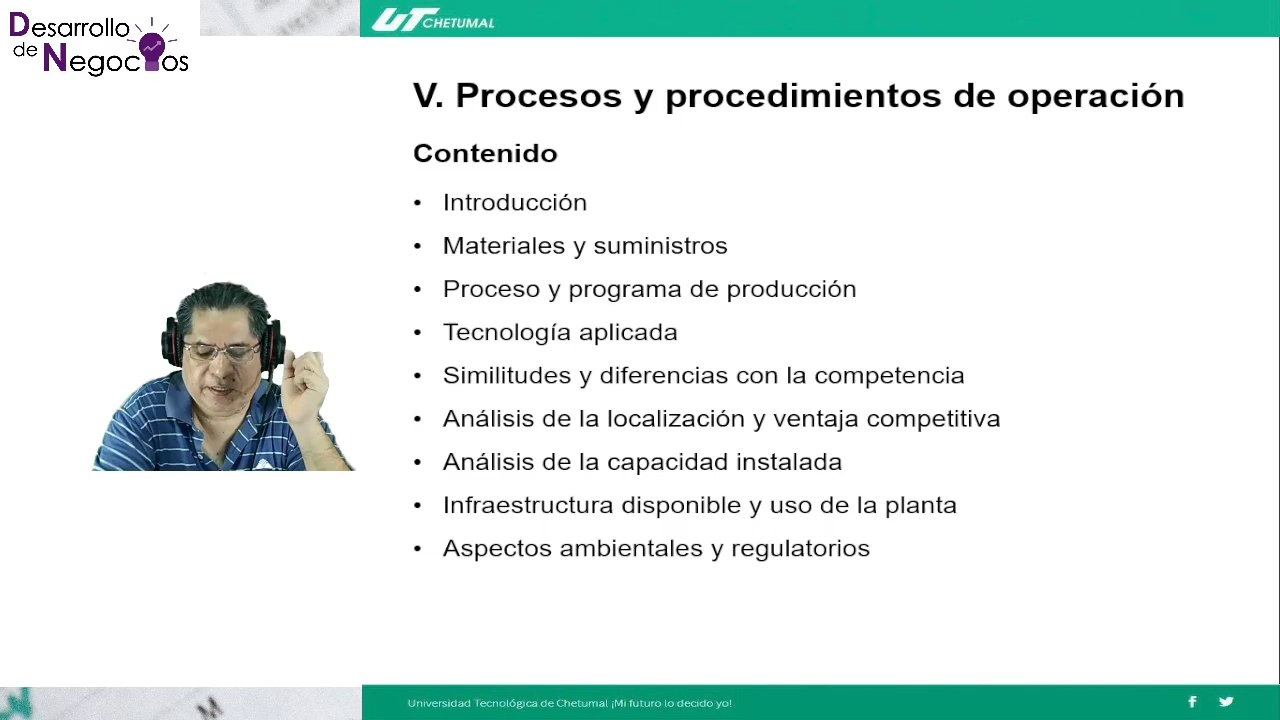 Desarrollo
de Negocios
UT CHETUMAL
V. Procesos y procedimientos de operación
Contenido
• Introducción
• Materiales y suministros
• Proceso y programa de producción
• Tecnología aplicada
• Similitudes y diferencias con la competencia
• Análisis de la localización y ventaja competitiva
• Análisis de la capacidad instalada
• Infraestructura disponible y uso de la planta
• Aspectos ambientales y regulatorios
Universidad Tecnológica de Chetumal ¡Mi futuro lo decido yo!